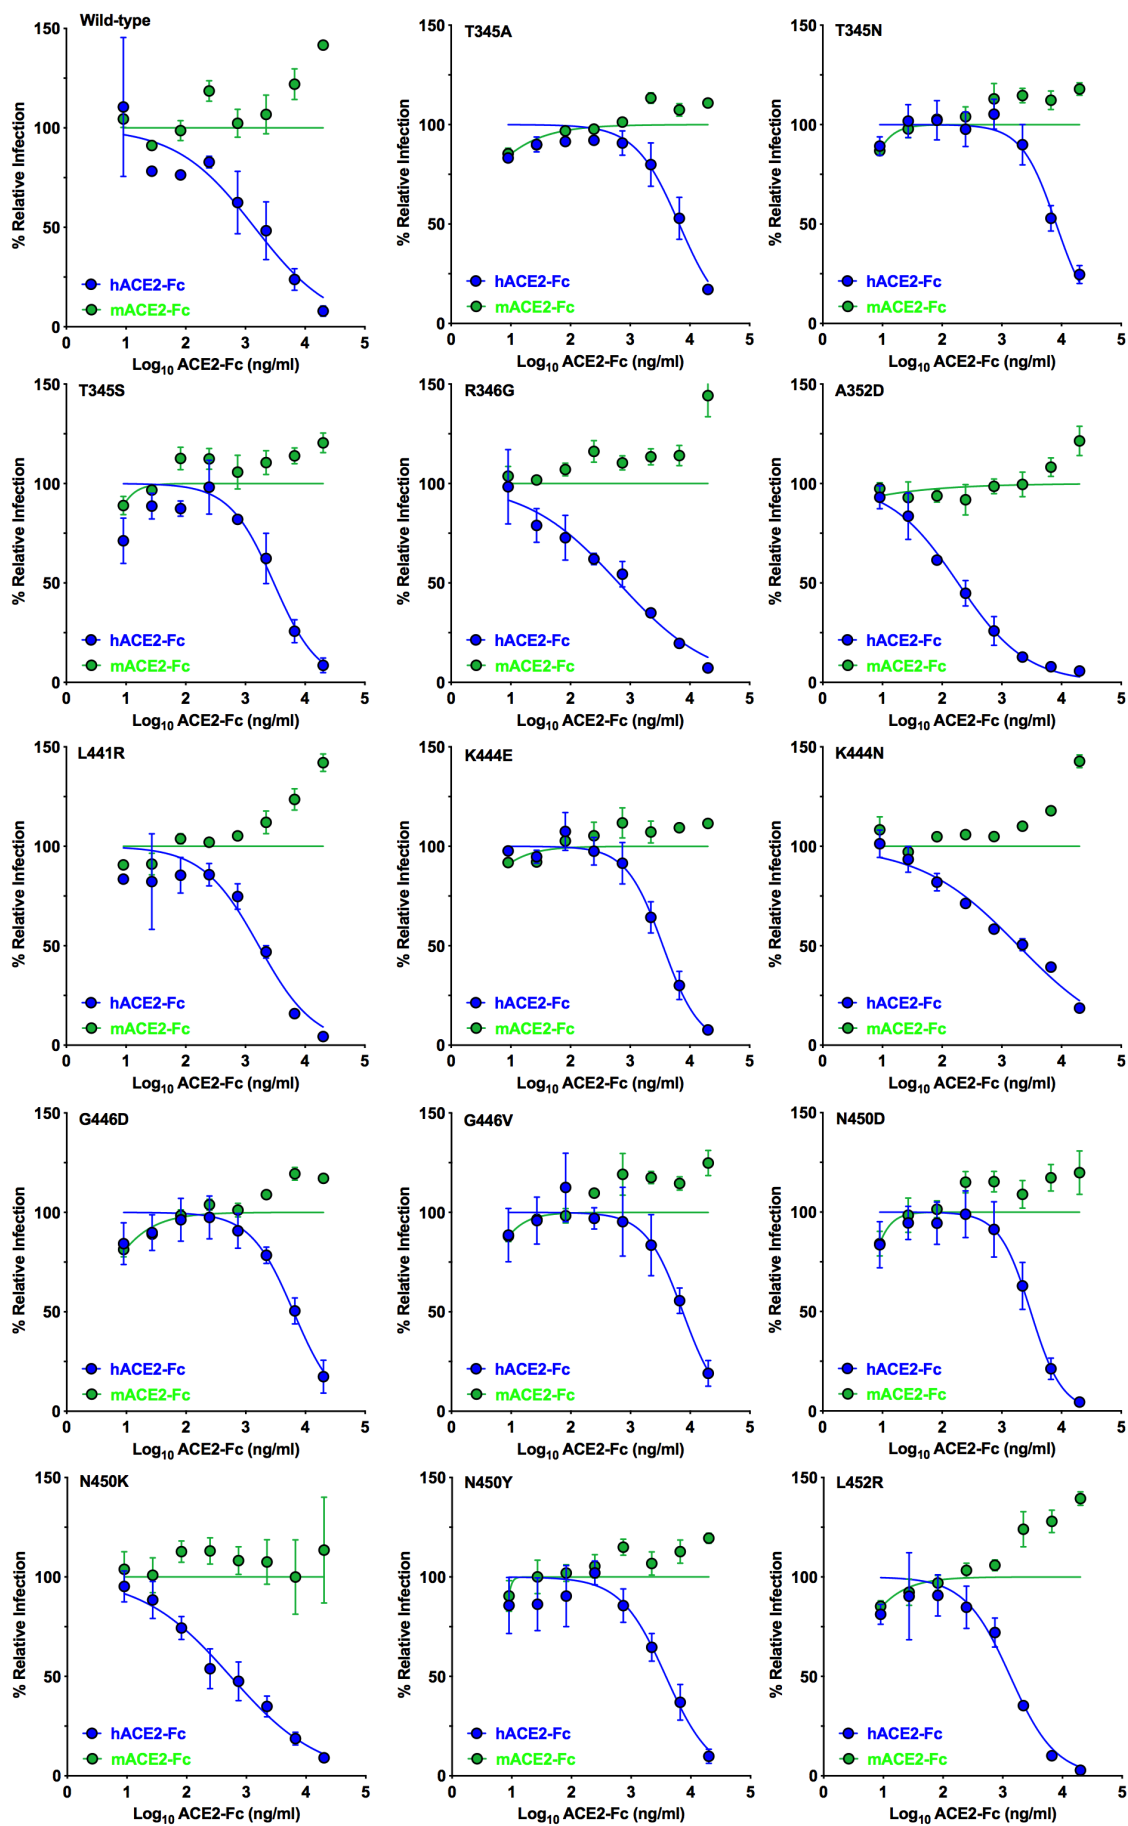 Wild-type
150
100
50
0
% Relative Infection
hACE2-Fc
mACE2-Fc
0 1 2 3 4 5
Log10 ACE2-Fc (ng/ml)
T345A
150
100
50
0
% Relative Infection
hACE2-Fc
mACE2-Fc
0 1 2 3 4 5
Log10 ACE2-Fc (ng/ml)
T345N
150
100
50
0
% Relative Infection
hACE2-Fc
mACE2-Fc
0 1 2 3 4 5
Log10 ACE2-Fc (ng/ml)
T345S
150
100
50
0
% Relative Infection
hACE2-Fc
mACE2-Fc
0 1 2 3 4 5
Log10 ACE2-Fc (ng/ml)
R346G
150
100
50
0
% Relative Infection
hACE2-Fc
mACE2-Fc
0 1 2 3 4 5
Log10 ACE2-Fc (ng/ml)
A352D
150
100
50
0
% Relative Infection
hACE2-Fc
mACE2-Fc
0 1 2 3 4 5
Log10 ACE2-Fc (ng/ml)
L441R
150
100
50
0
% Relative Infection
hACE2-Fc
mACE2-Fc
0 1 2 3 4 5
Log10 ACE2-Fc (ng/ml)
K444E
150
100
50
0
% Relative Infection
hACE2-Fc
mACE2-Fc
0 1 2 3 4 5
Log10 ACE2-Fc (ng/ml)
K444N
150
100
50
0
% Relative Infection
hACE2-Fc
mACE2-Fc
0 1 2 3 4 5
Log10 ACE2-Fc (ng/ml)
G446D
150
100
50
0
% Relative Infection
hACE2-Fc
mACE2-Fc
0 1 2 3 4 5
Log10 ACE2-Fc (ng/ml)
G446V
150
100
50
0
% Relative Infection
hACE2-Fc
mACE2-Fc
0 1 2 3 4 5
Log10 ACE2-Fc (ng/ml)
N450D
150
100
50
0
% Relative Infection
hACE2-Fc
mACE2-Fc
0 1 2 3 4 5
Log10 ACE2-Fc (ng/ml)
N450K
150
100
50
0
% Relative Infection
hACE2-Fc
mACE2-Fc
0 1 2 3 4 5
Log10 ACE2-Fc (ng/ml)
N450Y
150
100
50
0
% Relative Infection
hACE2-Fc
mACE2-Fc
0 1 2 3 4 5
Log10 ACE2-Fc (ng/ml)
L452R
150
100
50
0
% Relative Infection
hACE2-Fc
mACE2-Fc
0 1 2 3 4 5
Log10 ACE2-Fc (ng/ml)